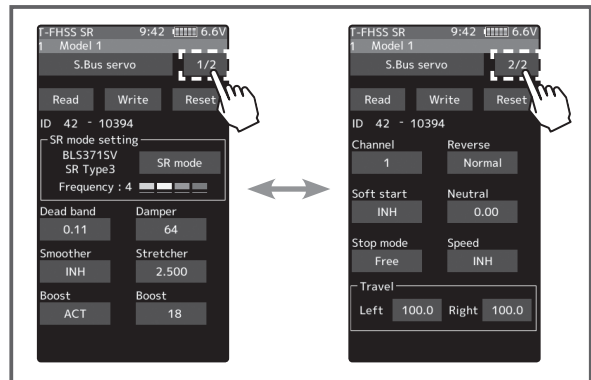 T-FHSS SR 9:42 6.6V
1 Model 1
S.Bus servo 1/2
Read Write Reset
ID 42 - 10394
SR mode setting
BLS371SV
SR Type3
SR mode
Frequency : 4
Dead band Damper
0.11 64
Smoother Stretcher
INH 2.500
Boost Boost
ACT 18
T-FHSS SR 9:42 6.6V
1 Model 1
S.Bus servo 2/2
Read Write Reset
ID 42 - 10394
Channel Reverse
1 Normal
Soft start Neutral
INH 0.00
Stop mode Speed
Free INH
Travel
Left 100.0 Right 100.0